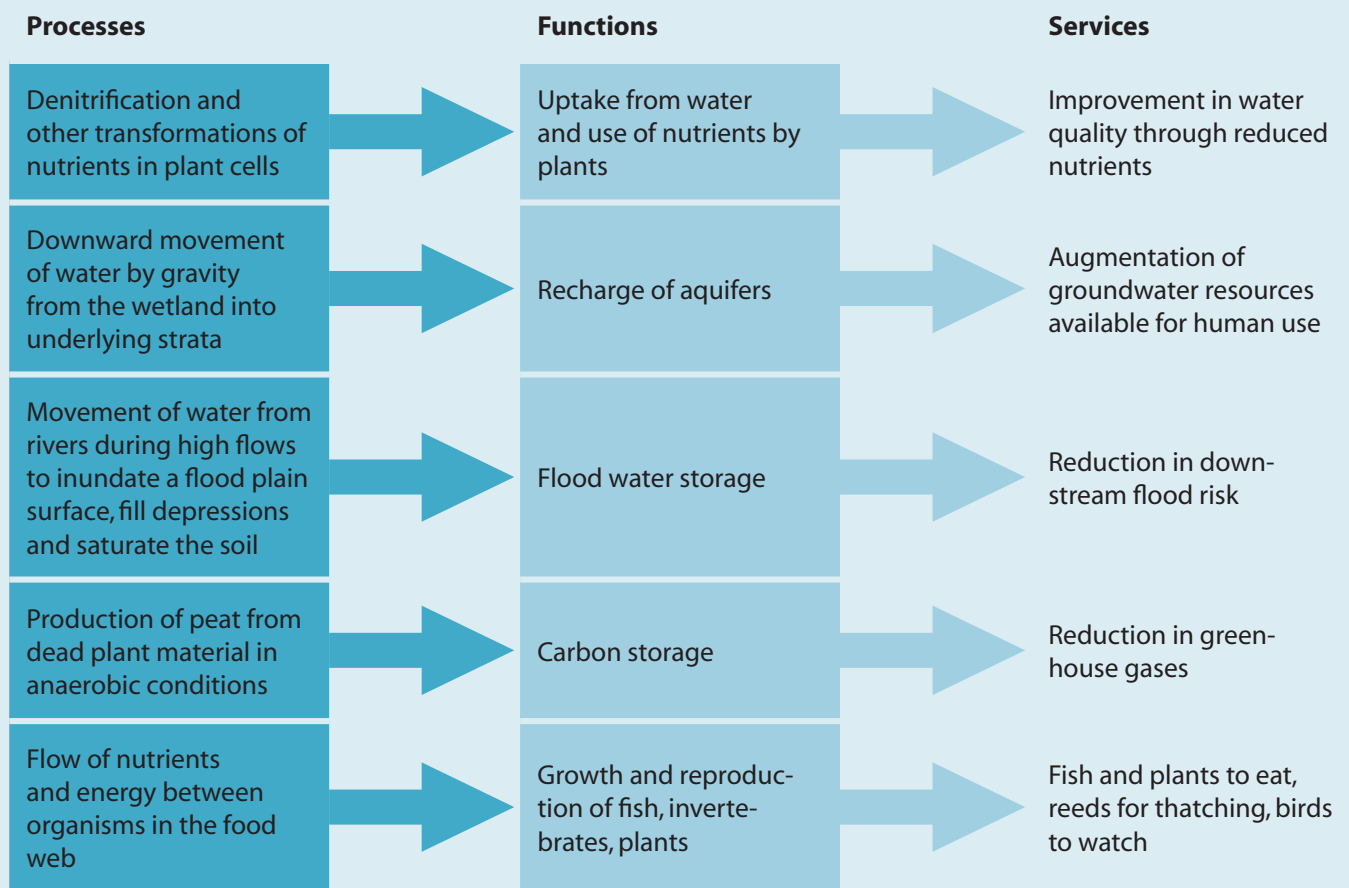 Processes
Functions
Services
Denitrification and
other transformations of
nutrients in plant cells
Uptake from water
and use of nutrients by
plants
Improvement in water
quality through reduced
nutrients
Downward movement
of water by gravity
from the wetland into
underlying strata
Recharge of aquifers
Augmentation of
groundwater resources
available for human use
Movement of water from
rivers during high flows
to inundate a flood plain
surface, fill depressions
and saturate the soil
Flood water storage
Reduction in down-
stream flood risk
Production of peat from
dead plant material in
anaerobic conditions
Carbon storage
Reduction in green-
house gases
Flow of nutrients
and energy between
organisms in the food
web
Growth and reproduc-
tion of fish, inverte-
brates, plants
Fish and plants to eat,
reeds for thatching, birds
to watch